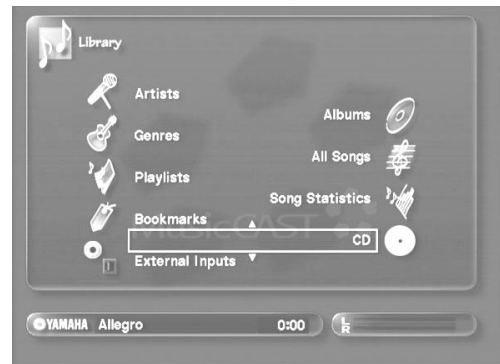 Library
Artists
Genres
Playlists
Bookmarks
External Inputs
Albums
All Songs
Song Statistics
CD
MusicCAST
YAMAHA Allegro 0:00
L
R